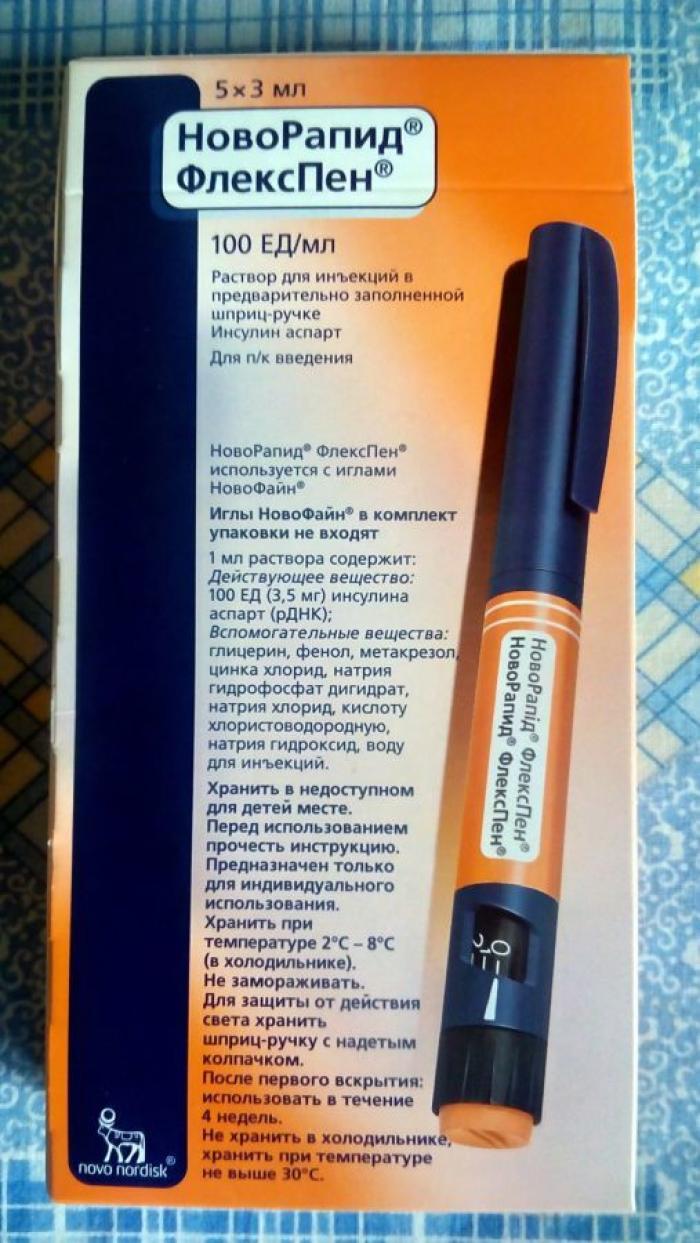 5×3 мл
НовоРапид®
ФлексПен®
100 ЕД/мл
Раствор для инъекций в
предварительно заполненной
шприц-ручке
Инсулин аспарт
Для п/к введения
НовоРапид® ФлексПен®
используется с иглами
НовоФайн®
Иглы НовоФайн® в комплект
упаковки не входят
1 мл раствора содержит:
Действующее вещество:
100 ЕД (3,5 мг) инсулина
аспарт (рДНК);
Вспомогательные вещества:
глицерин, фенол, метакрезол,
цинка хлорид, натрия
гидрофосфат дигидрат,
натрия хлорид, кислоту
хлористоводородную,
натрия гидроксид, воду
для инъекций.
Хранить в недоступном
для детей месте.
Перед использованием
прочесть инструкцию.
Предназначен только
для индивидуального
использования.
Хранить при
температуре 2°C – 8°C
(в холодильнике).
Не замораживать.
Для защиты от действия
света хранить
шприц-ручку с надетым
колпачком.
После первого вскрытия:
использовать в течение
4 недель.
Не хранить в холодильнике,
хранить при температуре
не выше 30°C.
НовоРапід® ФлексПен®
НовоРапид® ФлексПен®
0
novo nordisk®